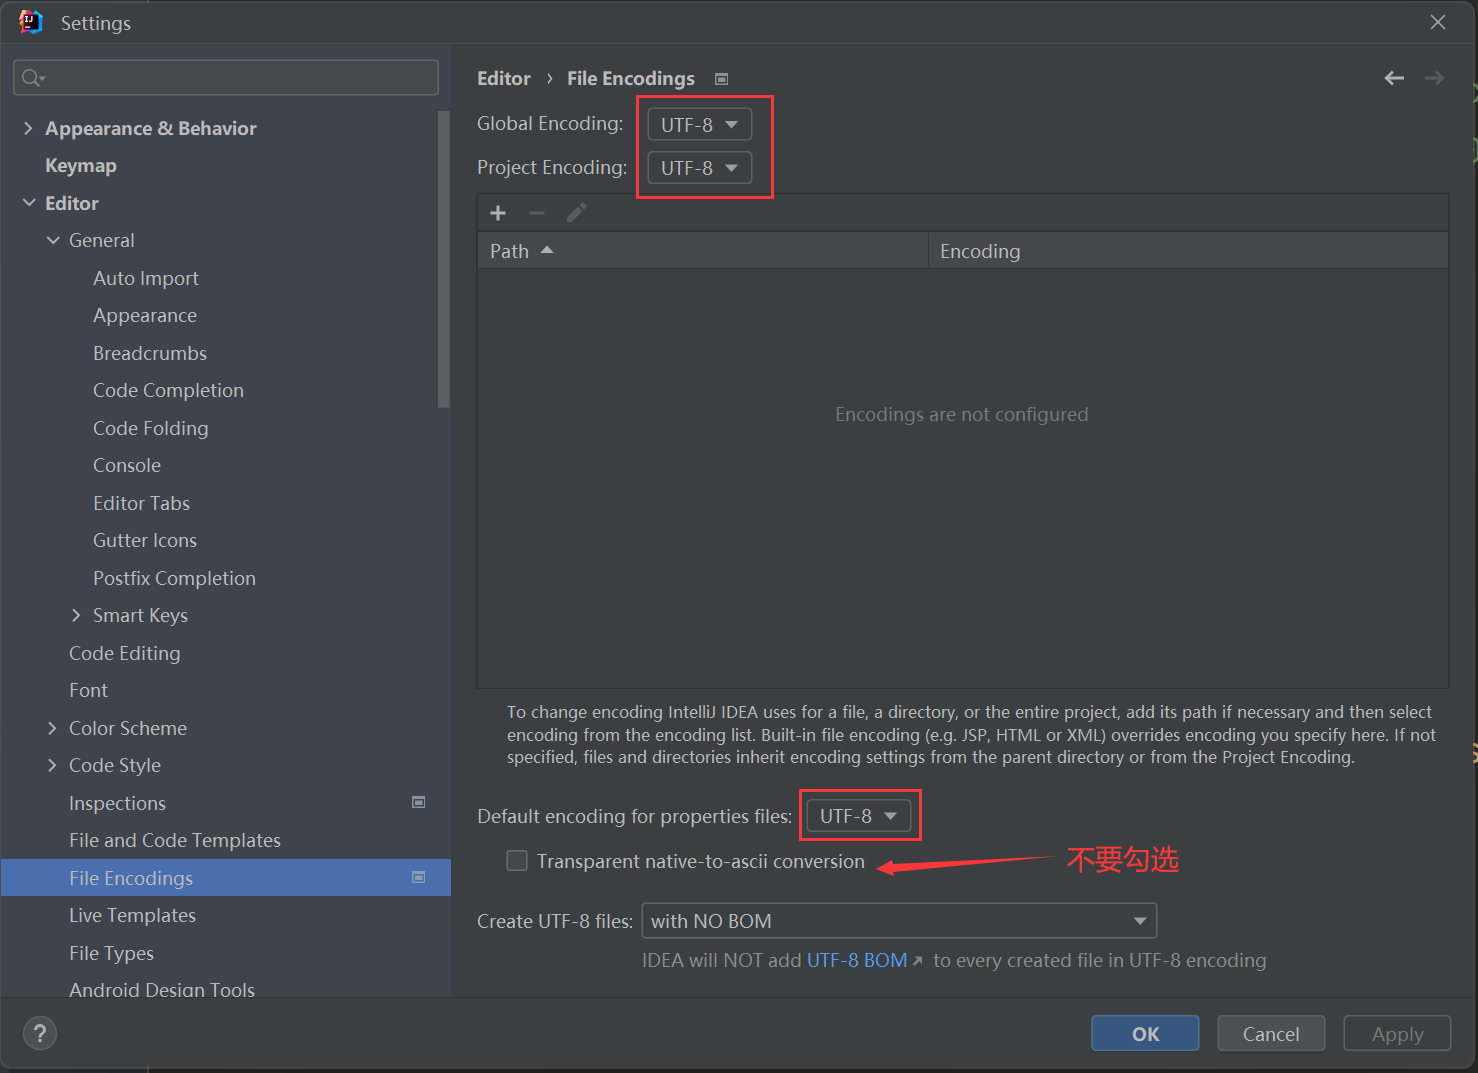 Settings
Appearance & Behavior
Keymap
Editor
General
Auto Import
Appearance
Breadcrumbs
Code Completion
Code Folding
Console
Editor Tabs
Gutter Icons
Postfix Completion
Smart Keys
Code Editing
Font
Color Scheme
Code Style
Inspections
File and Code Templates
File Encodings
Live Templates
File Types
Android Design Tools
Editor › File Encodings
Global Encoding: UTF-8
Project Encoding: UTF-8
Path Encoding
Encodings are not configured
To change encoding IntelliJ IDEA uses for a file, a directory, or the entire project, add its path if necessary and then select
encoding from the encoding list. Built-in file encoding (e.g. JSP, HTML or XML) overrides encoding you specify here. If not
specified, files and directories inherit encoding settings from the parent directory or from the Project Encoding.
Default encoding for properties files: UTF-8
Transparent native-to-ascii conversion 不要勾选
Create UTF-8 files: with NO BOM
IDEA will NOT add UTF-8 BOM to every created file in UTF-8 encoding
? OK Cancel Apply